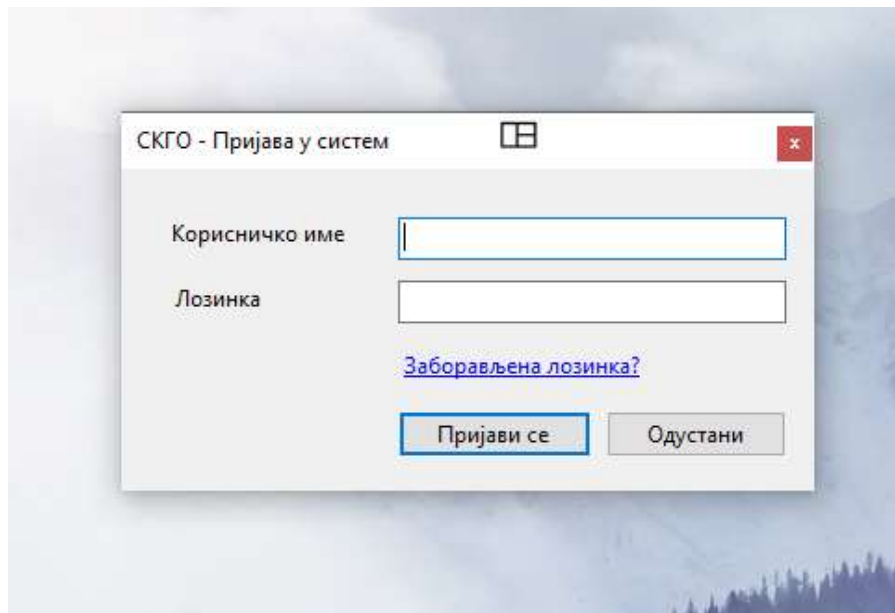 СКГО - Пријава у систем
x
Корисничко име
Лозинка
Заборављена лозинка?
Пријави се Одустани